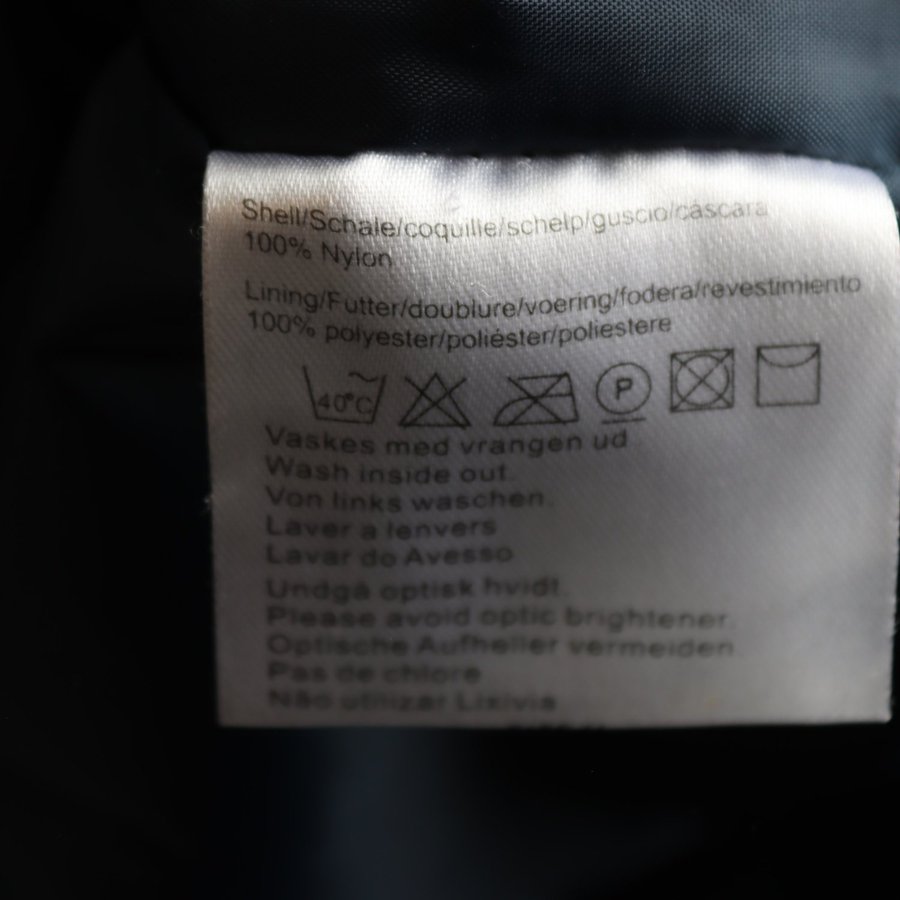 Shell/Schale/coquille/schelp/guscio/cáscara
100% Nylon
Lining/Futter/doublure/voering/fodera/revestimiento
100% polyester/poliéster/poliestere
40°C P
Vaskes med vrangen ud.
Wash inside out.
Von links waschen.
Laver a lenvers
Lavar do Avesso
Undgå optisk hvidt.
Please avoid optic brightener.
Optische Aufheller vermeiden.
Pas de chlore
Não utilizar Lixivia